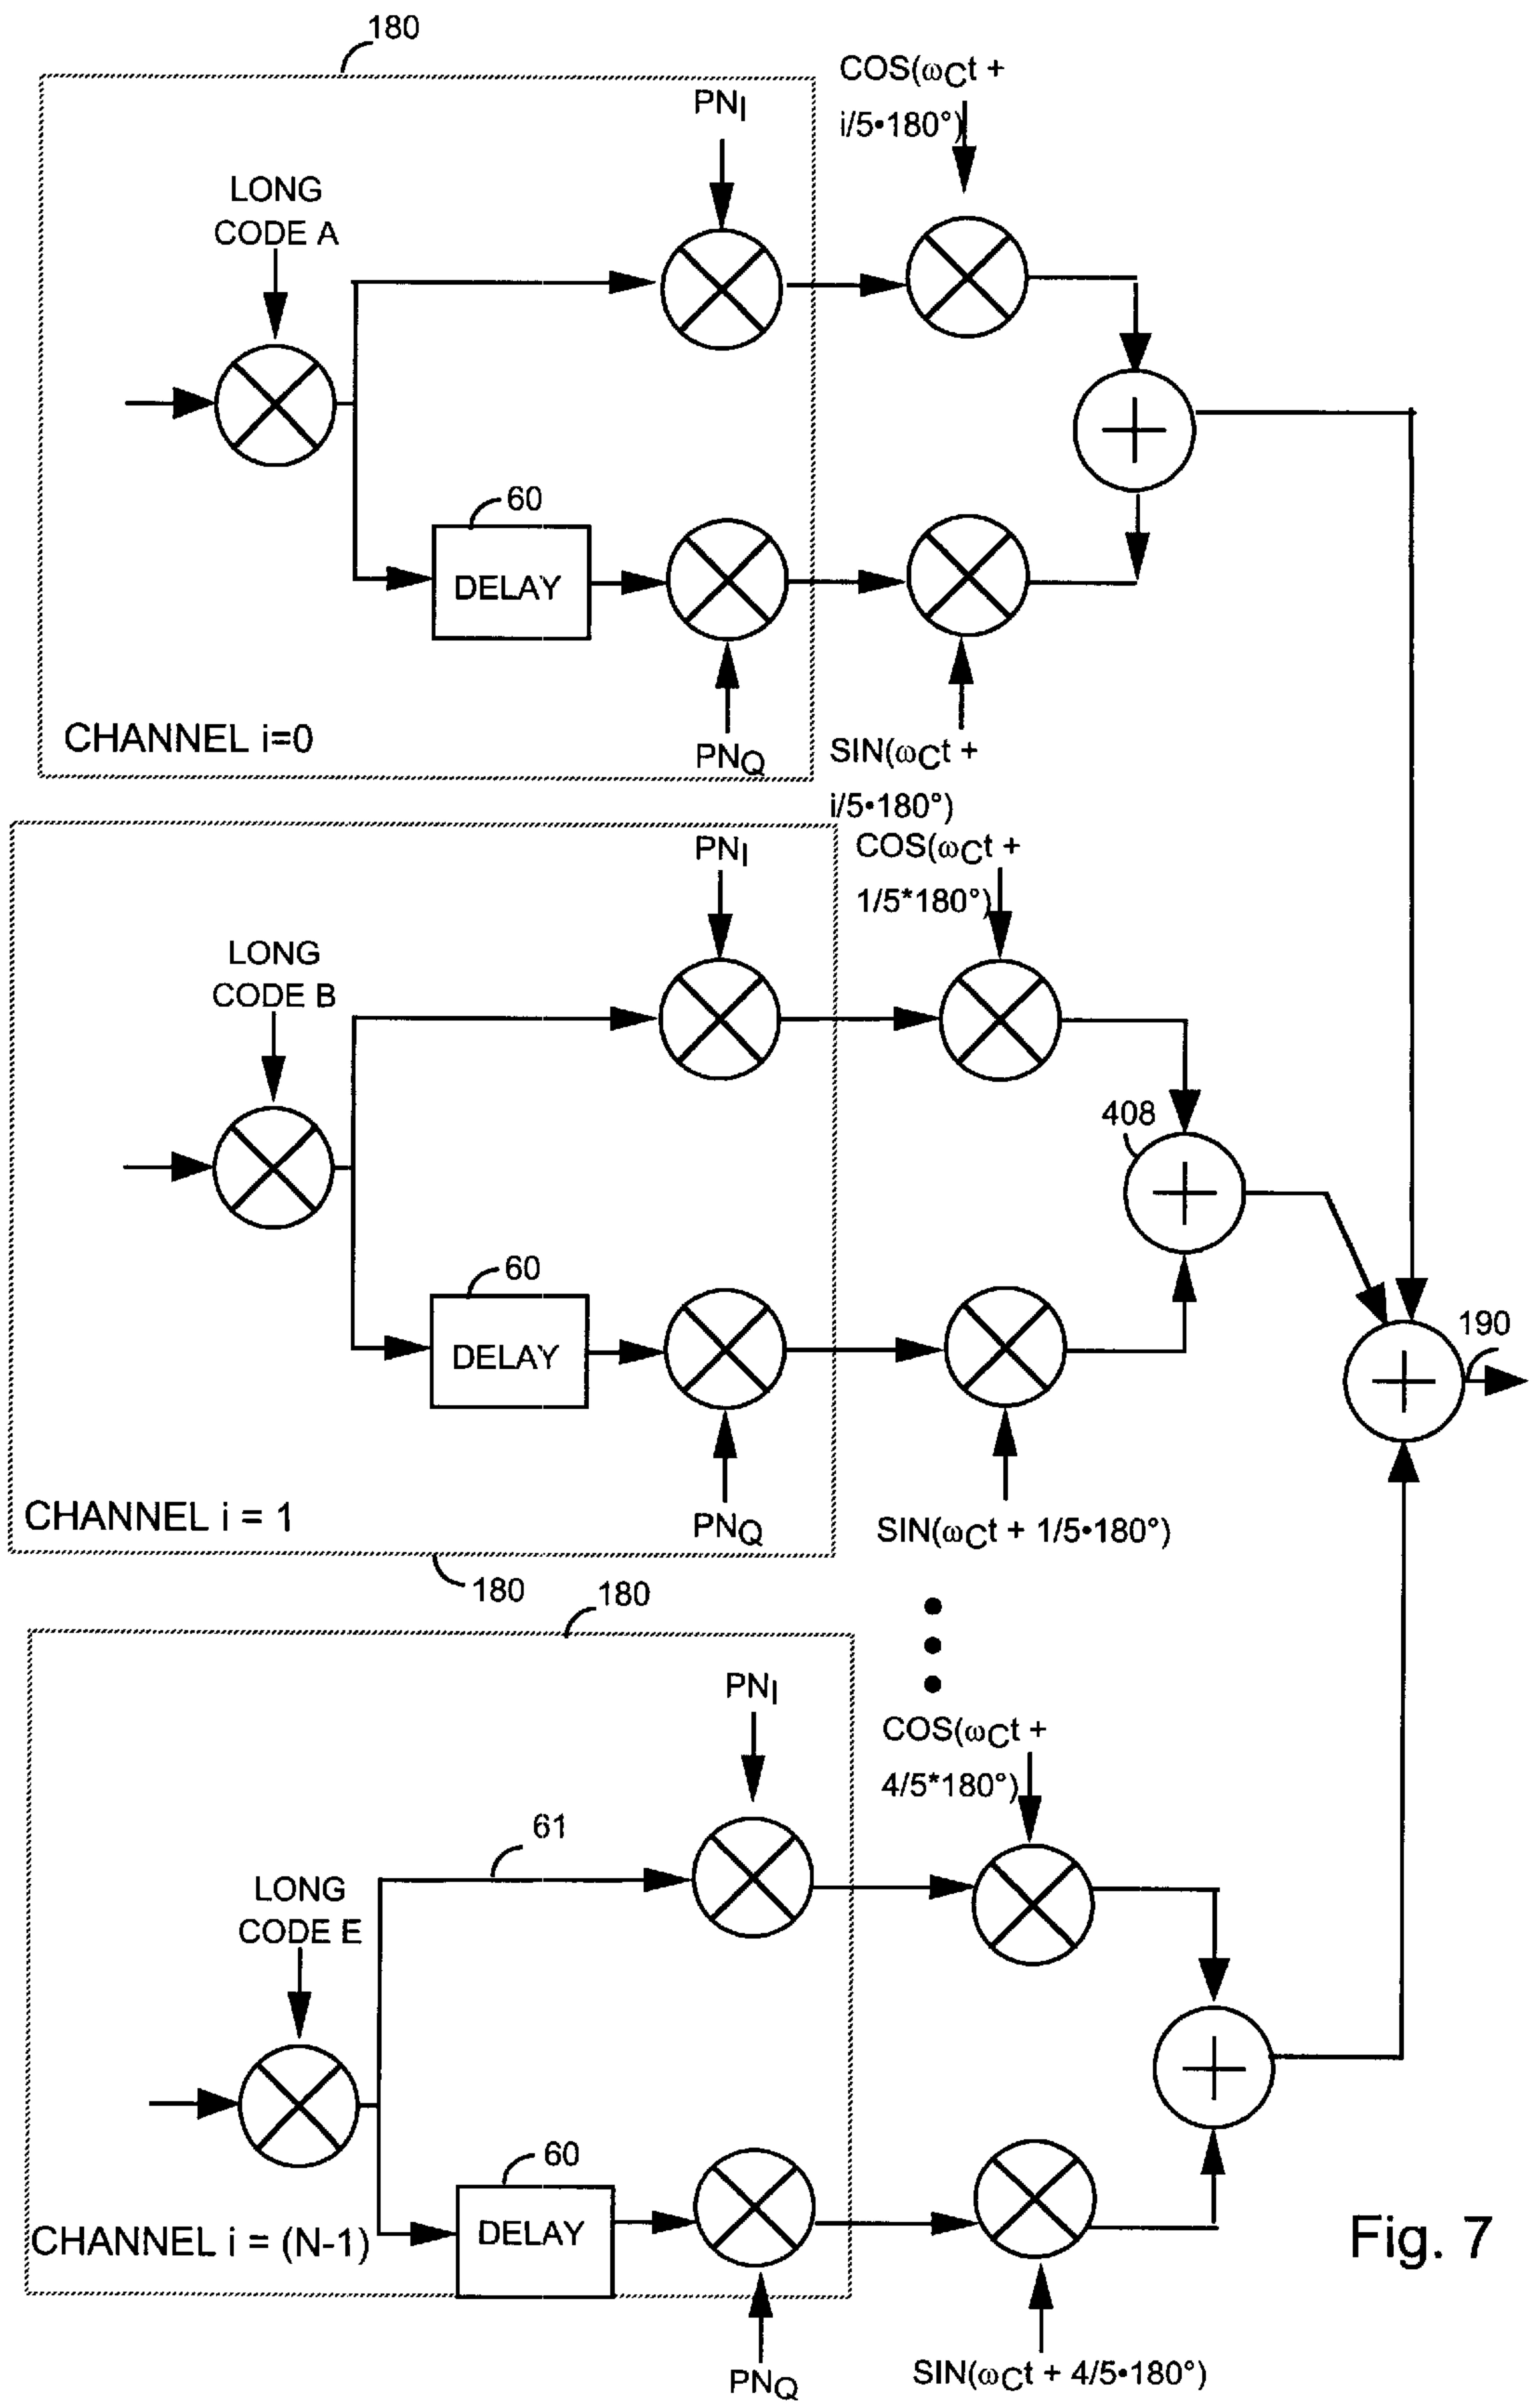 180
COS(ωCt +
i/5•180°)
PNI
LONG
CODE A
60
DELAY
CHANNEL i=0
PNQ
SIN(ωCt +
i/5•180°)
PNI
COS(ωCt +
1/5*180°)
LONG
CODE B
408
60
DELAY
190
CHANNEL i = 1
PNQ
SIN(ωCt + 1/5•180°)
180
180
PNI
COS(ωCt +
4/5*180°)
61
LONG
CODE E
60
DELAY
CHANNEL i = (N-1)
Fig. 7
PNQ
SIN(ωCt + 4/5•180°)